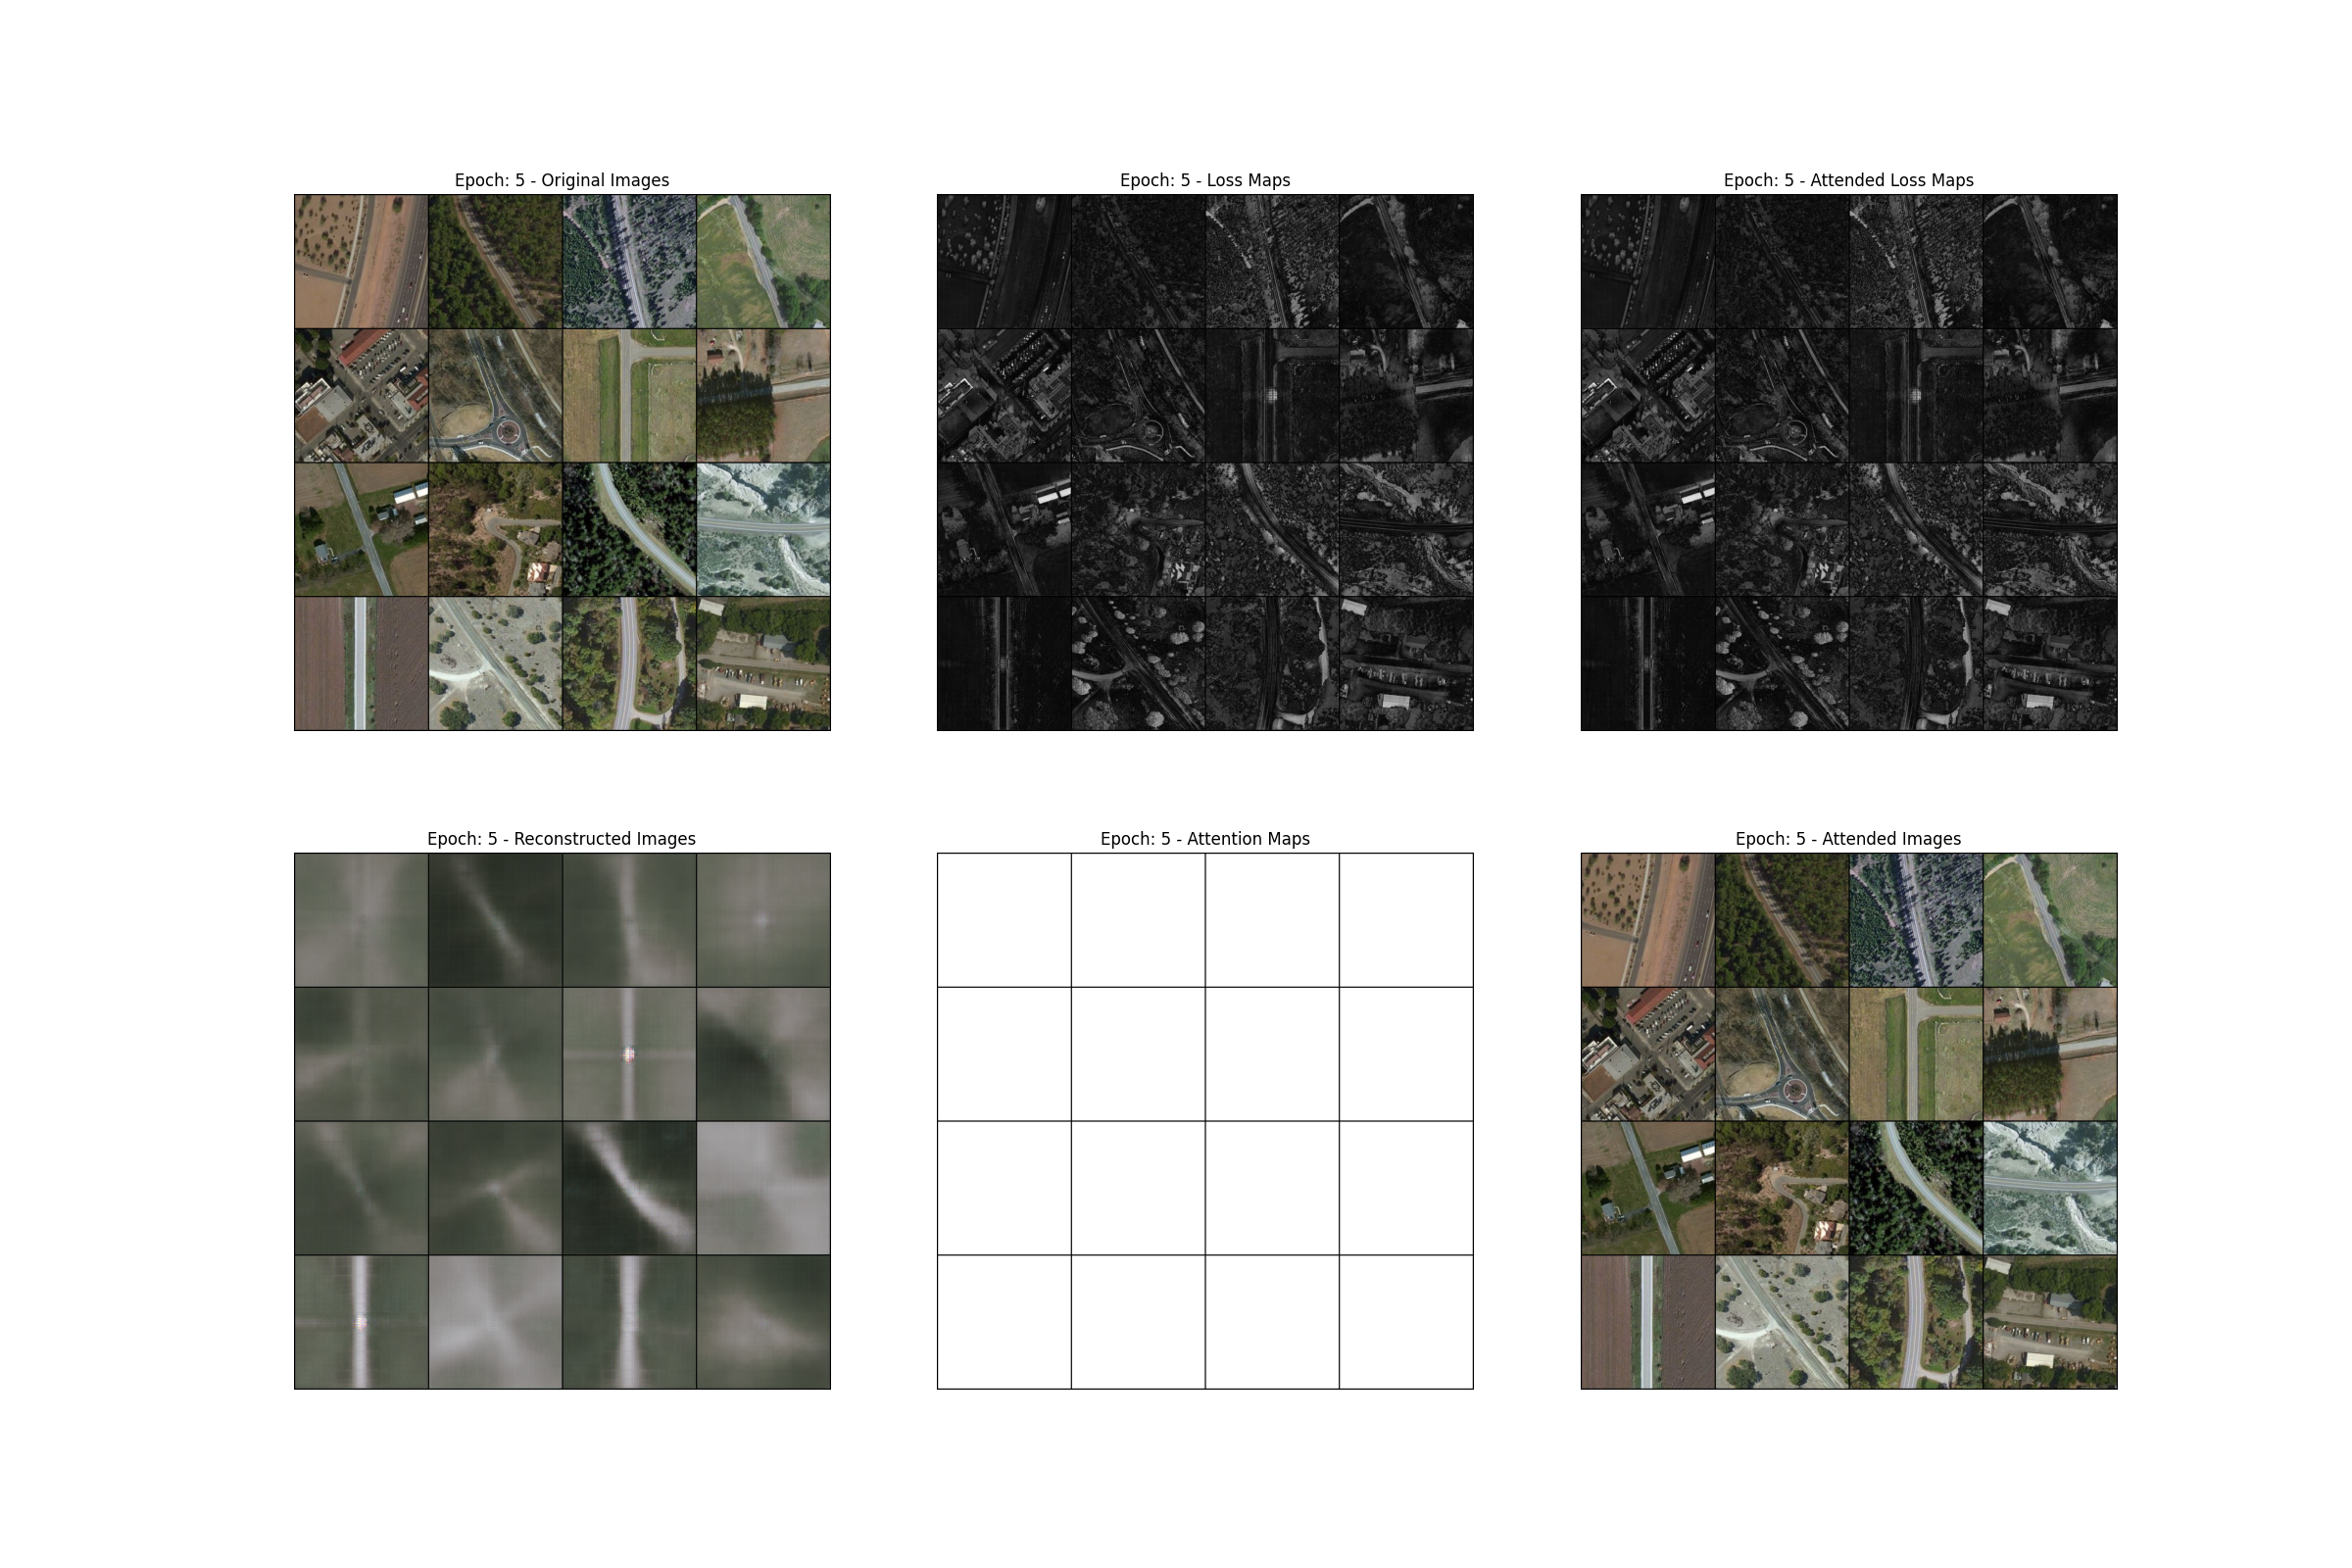 Epoch: 5 - Original Images
Epoch: 5 - Loss Maps
Epoch: 5 - Attended Loss Maps
Epoch: 5 - Reconstructed Images
Epoch: 5 - Attention Maps
Epoch: 5 - Attended Images